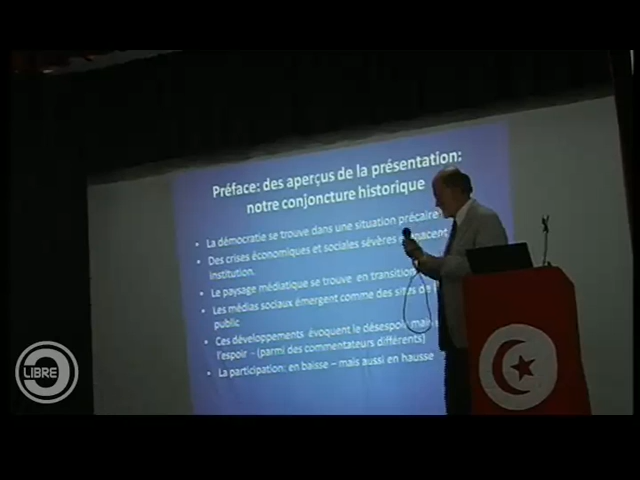 Préface: des aperçus de la présentation:
notre conjoncture historique
• La démocratie se trouve dans une situation précaire
• Des crises économiques et sociales sévères
institution.
• Le paysage médiatique se trouve en transition
• Les médias sociaux émergent comme des sites de
public
• Ces développements évoquent le désespoir
l'espoir - (parmi des commentateurs différents)
• La participation: en baisse – mais aussi en hausse
LIBRE